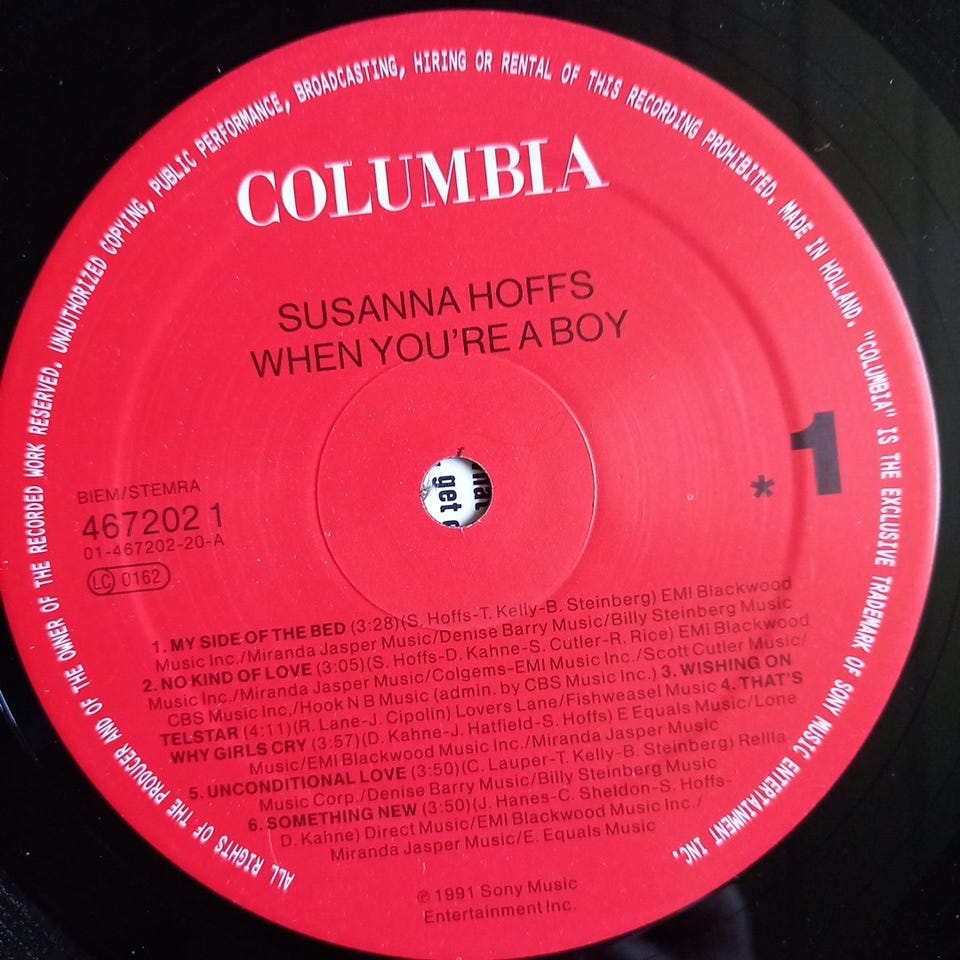 ALL RIGHTS OF THE PRODUCER AND OF THE OWNER OF THE RECORDED WORK RESERVED. UNAUTHORIZED COPYING, PUBLIC PERFORMANCE, BROADCASTING, HIRING OR RENTAL OF THIS RECORDING PROHIBITED. MADE IN HOLLAND. "COLUMBIA" IS THE EXCLUSIVE TRADEMARK OF SONY MUSIC ENTERTAINMENT INC.
COLUMBIA
SUSANNA HOFFS
WHEN YOU'RE A BOY
* 1
get
BIEM/STEMRA
467202 1
01-467202-20-A
LC 0162
1. MY SIDE OF THE BED (3:28)(S. Hoffs-T. Kelly-B. Steinberg) EMI Blackwood
Music Inc./Miranda Jasper Music/Denise Barry Music/Billy Steinberg Music
2. NO KIND OF LOVE (3:05)(S. Hoffs-D. Kahne-S. Cutler-R. Rice) EMI Blackwood
Music Inc./Miranda Jasper Music/Colgems-EMI Music Inc./Scott Cutler Music/
CBS Music Inc./Hook N B Music (admin. by CBS Music Inc.) 3. WISHING ON
TELSTAR (4:11)(R. Lane-J. Cipolin) Lovers Lane/Fishweasel Music 4. THAT'S
WHY GIRLS CRY (3:57)(D. Kahne-J. Hatfield-S. Hoffs) E Equals Music/Lone
Music/EMI Blackwood Music Inc./Miranda Jasper Music
5. UNCONDITIONAL LOVE (3:50)(C. Lauper-T. Kelly-B. Steinberg) Rellla
Music Corp./Denise Barry Music/Billy Steinberg Music
6. SOMETHING NEW (3:50)(J. Hanes-C. Sheldon-S. Hoffs-
D. Kahne) Direct Music/EMI Blackwood Music Inc./
Miranda Jasper Music/E. Equals Music
℗ 1991 Sony Music
Entertainment Inc.